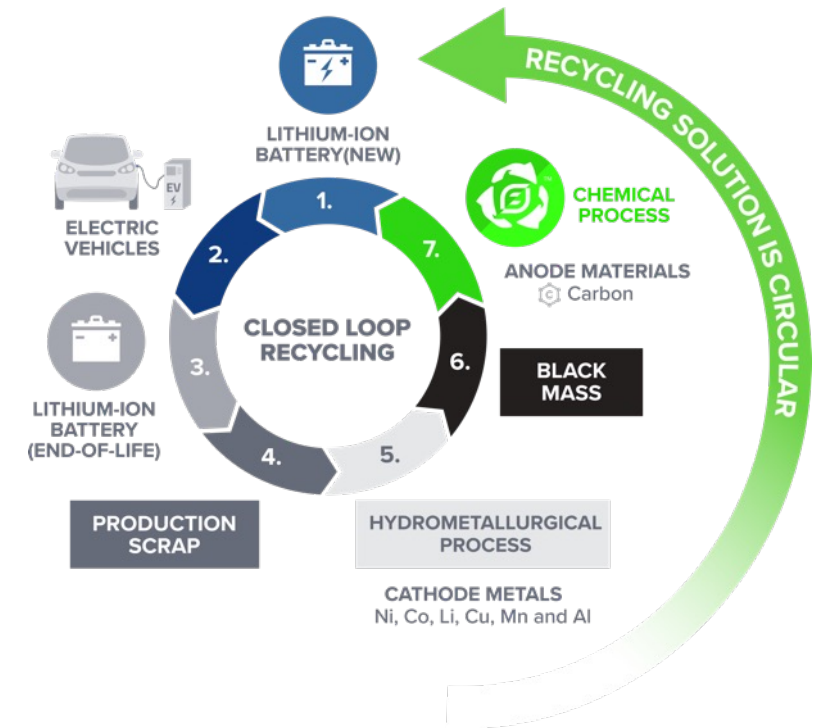 RECYCLING SOLUTION IS CIRCULAR
LITHIUM-ION
BATTERY(NEW)
1.
EV
ELECTRIC
VEHICLES
2.
LITHIUM-ION
BATTERY
(END-OF-LIFE)
3.
PRODUCTION
SCRAP
4.
HYDROMETALLURGICAL
PROCESS
5.
CATHODE METALS
Ni, Co, Li, Cu, Mn and Al
BLACK
MASS
6.
CHEMICAL
PROCESS
7.
ANODE MATERIALS
C Carbon
CLOSED LOOP
RECYCLING